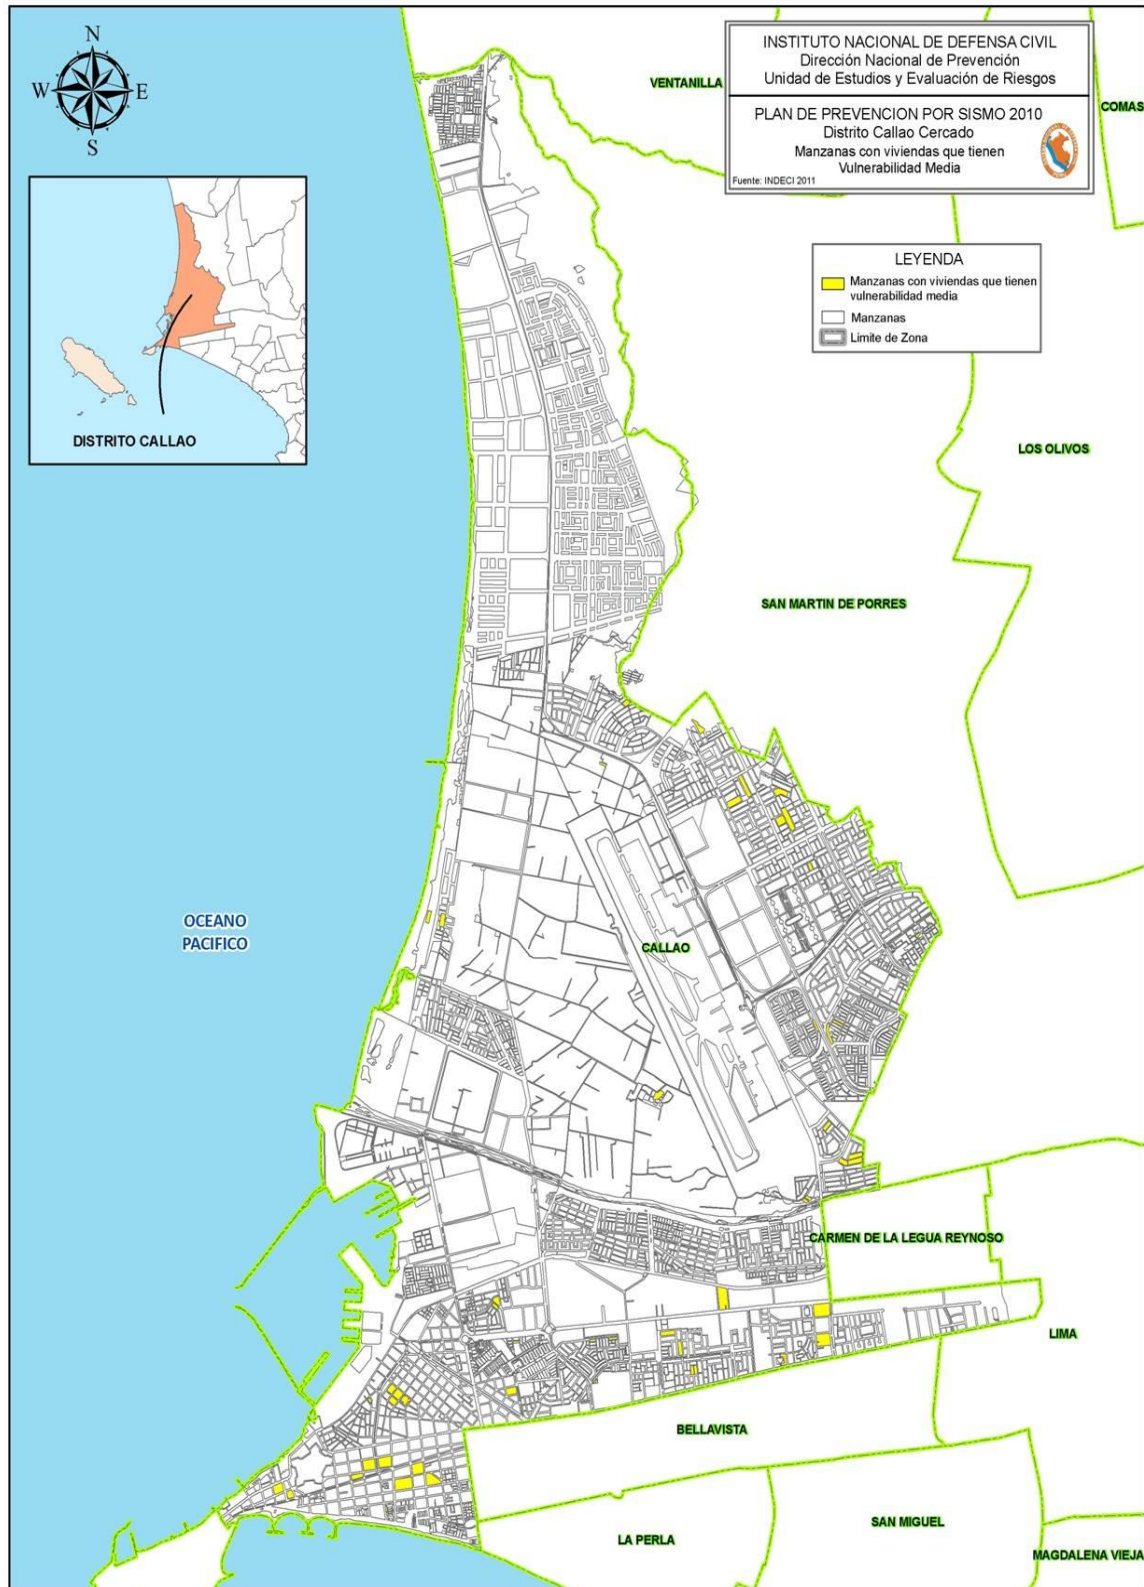 N
W
E
S
INSTITUTO NACIONAL DE DEFENSA CIVIL
Dirección Nacional de Prevención
Unidad de Estudios y Evaluación de Riesgos
PLAN DE PREVENCION POR SISMO 2010
Distrito Callao Cercado
Manzanas con viviendas que tienen
Vulnerabilidad Media
Fuente: INDECI 2011
VENTANILLA
COMAS
LEYENDA
Manzanas con viviendas que tienen
vulnerabilidad media
Manzanas
Limite de Zona
DISTRITO CALLAO
LOS OLIVOS
SAN MARTIN DE PORRES
OCEANO
PACIFICO
CALLAO
CARMEN DE LA LEGUA REYNOSO
LIMA
BELLAVISTA
SAN MIGUEL
LA PERLA
MAGDALENA VIEJA